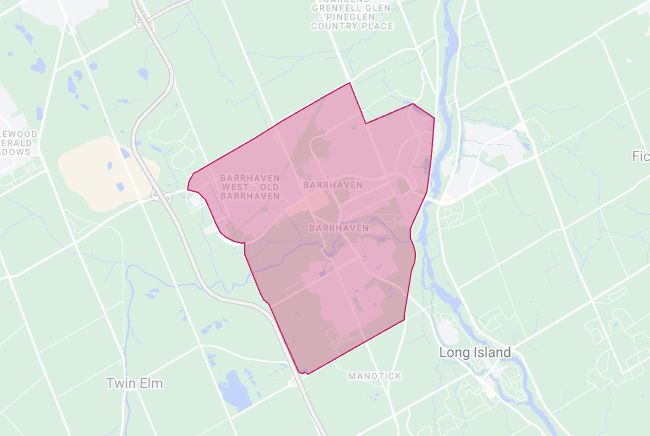 GARDENS -
GRENFELL GLEN
PINEGLEN -
COUNTRY PLACE
BARRHAVEN
WEST - OLD
BARRHAVEN
BARRHAVEN
BARRHAVEN
Long Island
MANOTICK
Twin Elm
LEWOOD
ERALD
DOWS
Fic